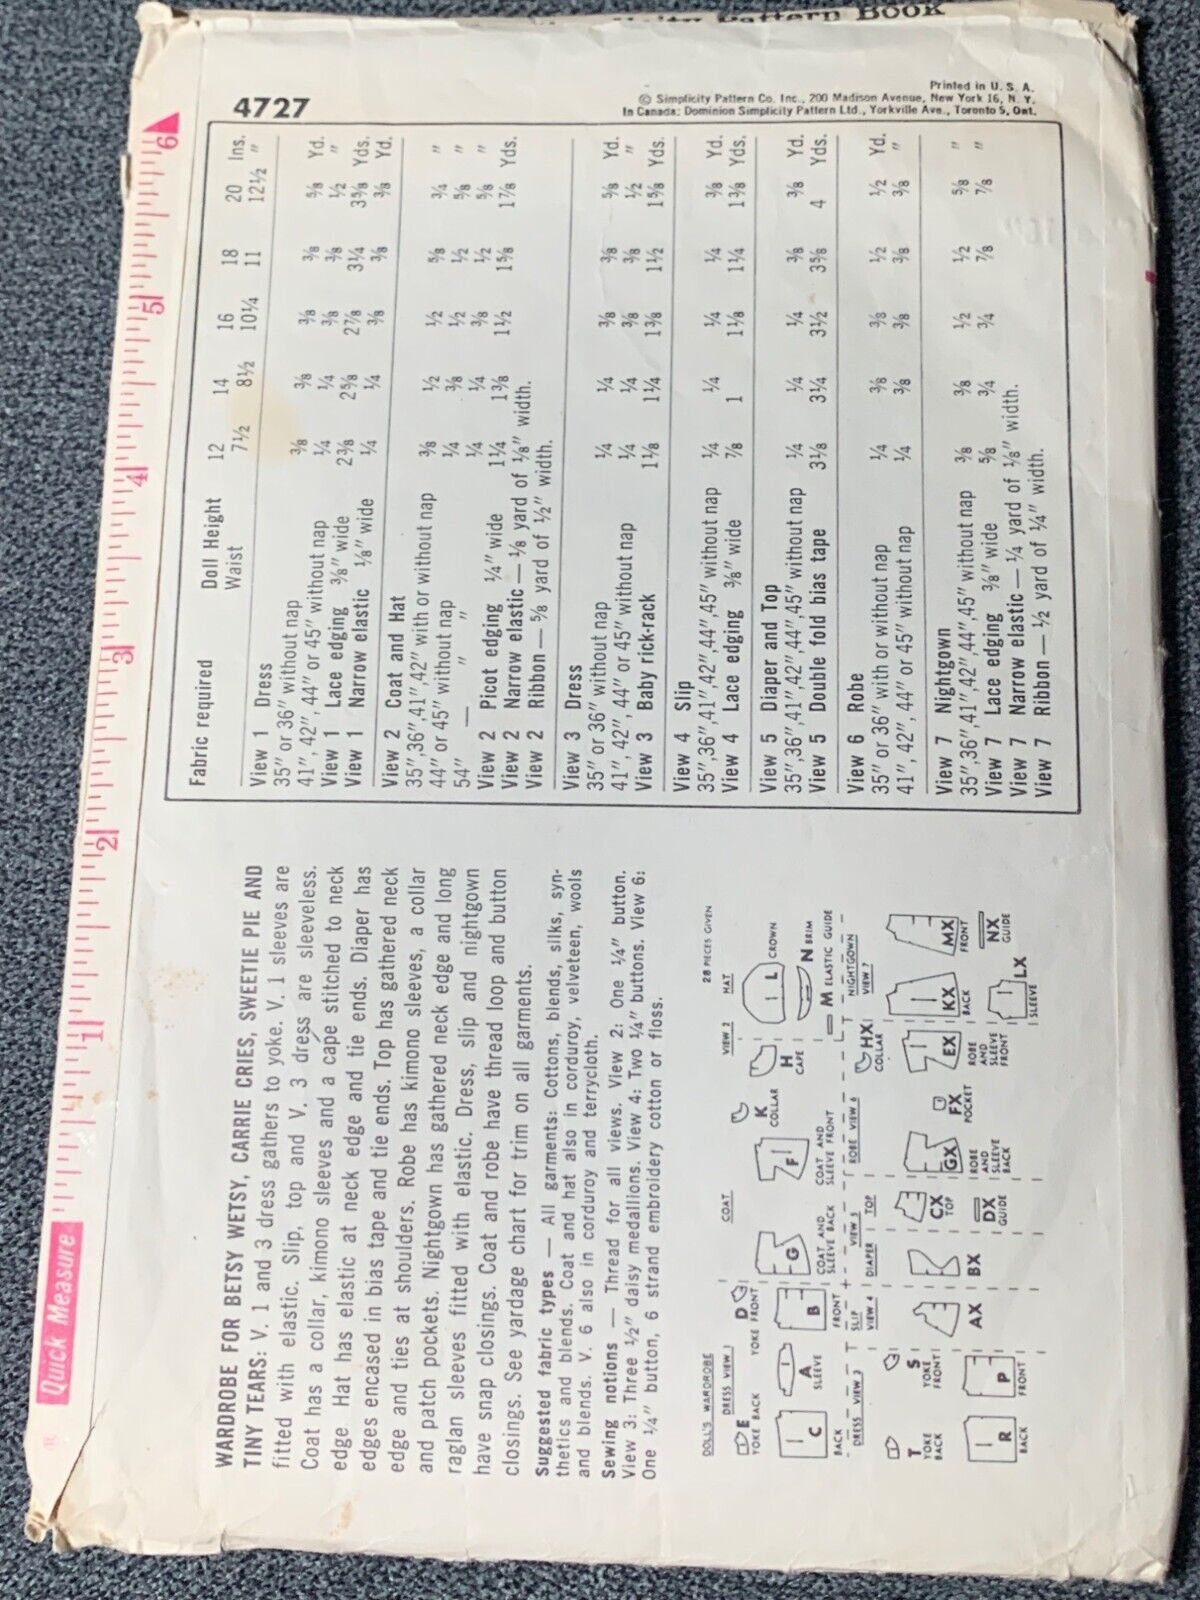 Pattern Book
4727
Printed in U. S. A.
© Simplicity Pattern Co. Inc., 200 Madison Avenue, New York 16, N. Y.
In Canada: Dominion Simplicity Pattern Ltd., Yorkville Ave., Toronto 5, Ont.
Quick Measure
1 2 3 4 5 6
WARDROBE FOR BETSY WETSY, CARRIE CRIES, SWEETIE PIE AND
TINY TEARS: V. 1 and 3 dress gathers to yoke. V. 1 sleeves are
fitted with elastic. Slip, top and V. 3 dress are sleeveless.
Coat has a collar, kimono sleeves and a cape stitched to neck
edge. Hat has elastic at neck edge and tie ends. Diaper has
edges encased in bias tape and tie ends. Top has gathered neck
edge and ties at shoulders. Robe has kimono sleeves, a collar
and patch pockets. Nightgown has gathered neck edge and long
raglan sleeves fitted with elastic. Dress, slip and nightgown
have snap closings. Coat and robe have thread loop and button
closings. See yardage chart for trim on all garments.
Suggested fabric types — All garments: Cottons, blends, silks, syn-
thetics and blends. Coat and hat also in corduroy, velveteen, wools
and blends. V. 6 also in corduroy and terrycloth.
Sewing notions — Thread for all views. View 2: One ¼" button.
View 3: Three ½" daisy medallions. View 4: Two ¼" buttons. View 6:
One ¼" button, 6 strand embroidery cotton or floss.
DOLL'S WARDROBE
28 PIECES GIVEN
DRESS VIEW 1
COAT
VIEW 2
HAT
E YOKE BACK
D YOKE FRONT
C BACK
A SLEEVE
B FRONT
G COAT AND SLEEVE BACK
F COAT AND SLEEVE FRONT
K COLLAR
H CAPE
L CROWN
N BRIM
M ELASTIC GUIDE
DRESS VIEW 3
SLIP VIEW 4
VIEW 5
DIAPER
TOP
ROBE VIEW 6
NIGHTGOWN VIEW 7
T YOKE BACK
S YOKE FRONT
R BACK
P FRONT
AX
BX
CX TOP
DX GUIDE
GX ROBE AND SLEEVE BACK
FX POCKET
EX ROBE AND SLEEVE FRONT
HX COLLAR
KX BACK
MX FRONT
LX SLEEVE
NX GUIDE
Fabric required Doll Height 12 14 16 18 20 Ins.
Waist 7½ 8½ 10¼ 11 12½ "
View 1 Dress
35" or 36" without nap ⅜ ⅜ ⅜ ⅜ ⅝ Yd.
41", 42", 44" or 45" without nap ¼ ¼ ⅜ ⅜ ½ "
View 1 Lace edging ⅜" wide 2⅜ 2⅝ 2⅞ 3¼ 3⅝ Yds.
View 1 Narrow elastic ⅛" wide ¼ ¼ ⅜ ⅜ ⅜ Yd.
View 2 Coat and Hat
35",36",41",42" with or without nap ⅜ ½ ½ ⅝ ¾ "
44" or 45" without nap ¼ ⅜ ½ ½ ⅝ "
54" — " " ¼ ¼ ⅜ ½ ⅝ "
View 2 Picot edging ¼" wide 1¼ 1⅜ 1½ 1⅝ 1⅞ Yds.
View 2 Narrow elastic — ⅛ yard of ⅛" width.
View 2 Ribbon — ⅝ yard of ½" width.
View 3 Dress
35" or 36" without nap ¼ ¼ ⅜ ⅜ ⅝ Yd.
41", 42", 44" or 45" without nap ¼ ¼ ⅜ ⅜ ½ "
View 3 Baby rick-rack 1⅛ 1¼ 1⅜ 1½ 1⅝ Yds.
View 4 Slip
35",36",41",42",44",45" without nap ¼ ¼ ¼ ¼ ⅜ Yd.
View 4 Lace edging ⅜" wide ⅞ 1 1⅛ 1¼ 1⅜ Yds.
View 5 Diaper and Top
35",36",41",42",44",45" without nap ¼ ¼ ¼ ⅜ ⅜ Yd.
View 5 Double fold bias tape 3⅛ 3¼ 3½ 3⅝ 4 Yds.
View 6 Robe
35" or 36" with or without nap ¼ ⅜ ⅜ ½ ½ Yd.
41", 42", 44" or 45" without nap ¼ ⅜ ⅜ ⅜ ⅜ "
View 7 Nightgown
35",36",41",42",44",45" without nap ⅜ ⅜ ½ ½ ⅝ "
View 7 Lace edging ⅜" wide ⅝ ¾ ¾ ⅞ ⅞ "
View 7 Narrow elastic — ¼ yard of ⅛" width.
View 7 Ribbon — ½ yard of ¼" width.